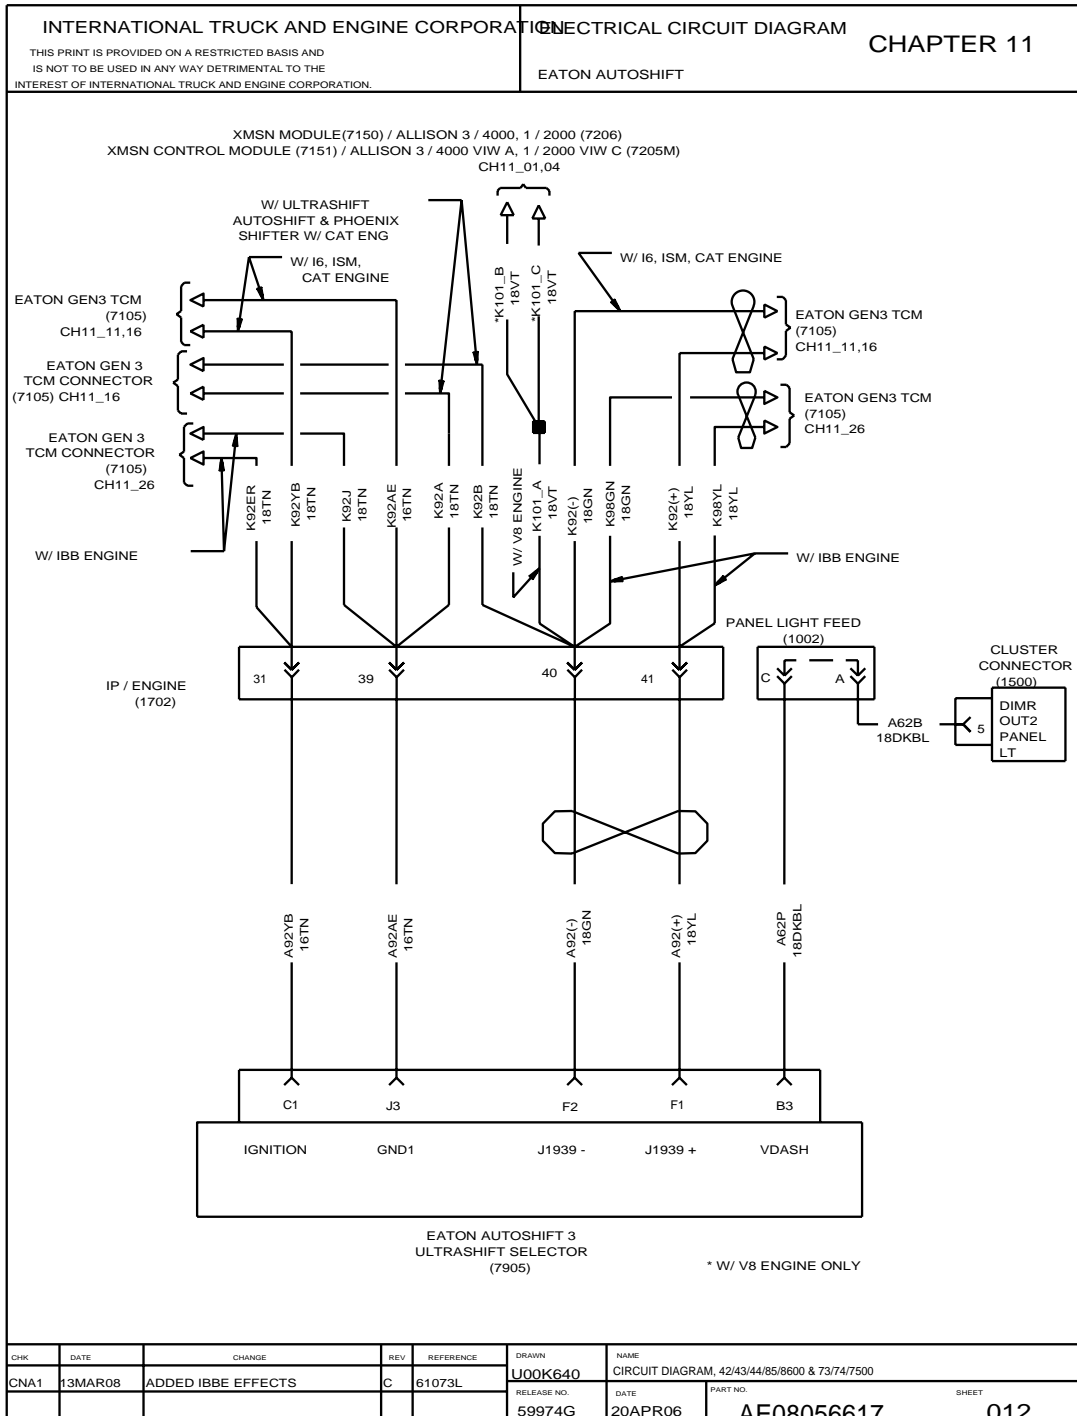 INTERNATIONAL TRUCK AND ENGINE CORPORATION
THIS PRINT IS PROVIDED ON A RESTRICTED BASIS AND
IS NOT TO BE USED IN ANY WAY DETRIMENTAL TO THE
INTEREST OF INTERNATIONAL TRUCK AND ENGINE CORPORATION.
ELECTRICAL CIRCUIT DIAGRAM
EATON AUTOSHIFT
CHAPTER 11
XMSN MODULE(7150) / ALLISON 3 / 4000, 1 / 2000 (7206)
XMSN CONTROL MODULE (7151) / ALLISON 3 / 4000 VIW A, 1 / 2000 VIW C (7205M)
CH11_01,04
W/ ULTRASHIFT
AUTOSHIFT & PHOENIX
SHIFTER W/ CAT ENG
W/ I6, ISM,
CAT ENGINE
W/ I6, ISM, CAT ENGINE
*K101_B
18VT
*K101_C
18VT
EATON GEN3 TCM
(7105)
CH11_11,16
EATON GEN 3
TCM CONNECTOR
(7105) CH11_16
EATON GEN 3
TCM CONNECTOR
(7105)
CH11_26
EATON GEN3 TCM
(7105)
CH11_11,16
EATON GEN3 TCM
(7105)
CH11_26
K92ER
18TN
K92YB
18TN
K92J
18TN
K92AE
16TN
K92A
18TN
K92B
18TN
W/ V8 ENGINE
K101_A
18VT
K92(-)
18GN
K98GN
18GN
K92(+)
18YL
K98YL
18YL
W/ IBB ENGINE
W/ IBB ENGINE
PANEL LIGHT FEED
(1002)
C
A
CLUSTER
CONNECTOR
(1500)
IP / ENGINE
(1702)
31
39
40
41
A62B
18DKBL
5
DIMR
OUT2
PANEL
LT
A92YB
16TN
A92AE
16TN
A92(-)
18GN
A92(+)
18YL
A62P
18DKBL
C1
J3
F2
F1
B3
IGNITION
GND1
J1939 -
J1939 +
VDASH
EATON AUTOSHIFT 3
ULTRASHIFT SELECTOR
(7905)
* W/ V8 ENGINE ONLY
CHK
DATE
CHANGE
REV
REFERENCE
CNA1
13MAR08
ADDED IBBE EFFECTS
C
61073L
DRAWN
U00K640
NAME
CIRCUIT DIAGRAM, 42/43/44/85/8600 & 73/74/7500
RELEASE NO.
59974G
DATE
20APR06
PART NO.
AE08056617
SHEET
012